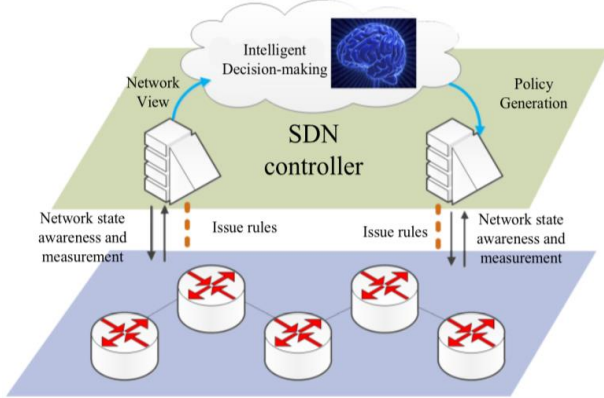 Intelligent
Decision-making
Network
View
Policy
Generation
SDN
controller
Network state
awareness and
measurement
Issue rules
Issue rules
Network state
awareness and
measurement